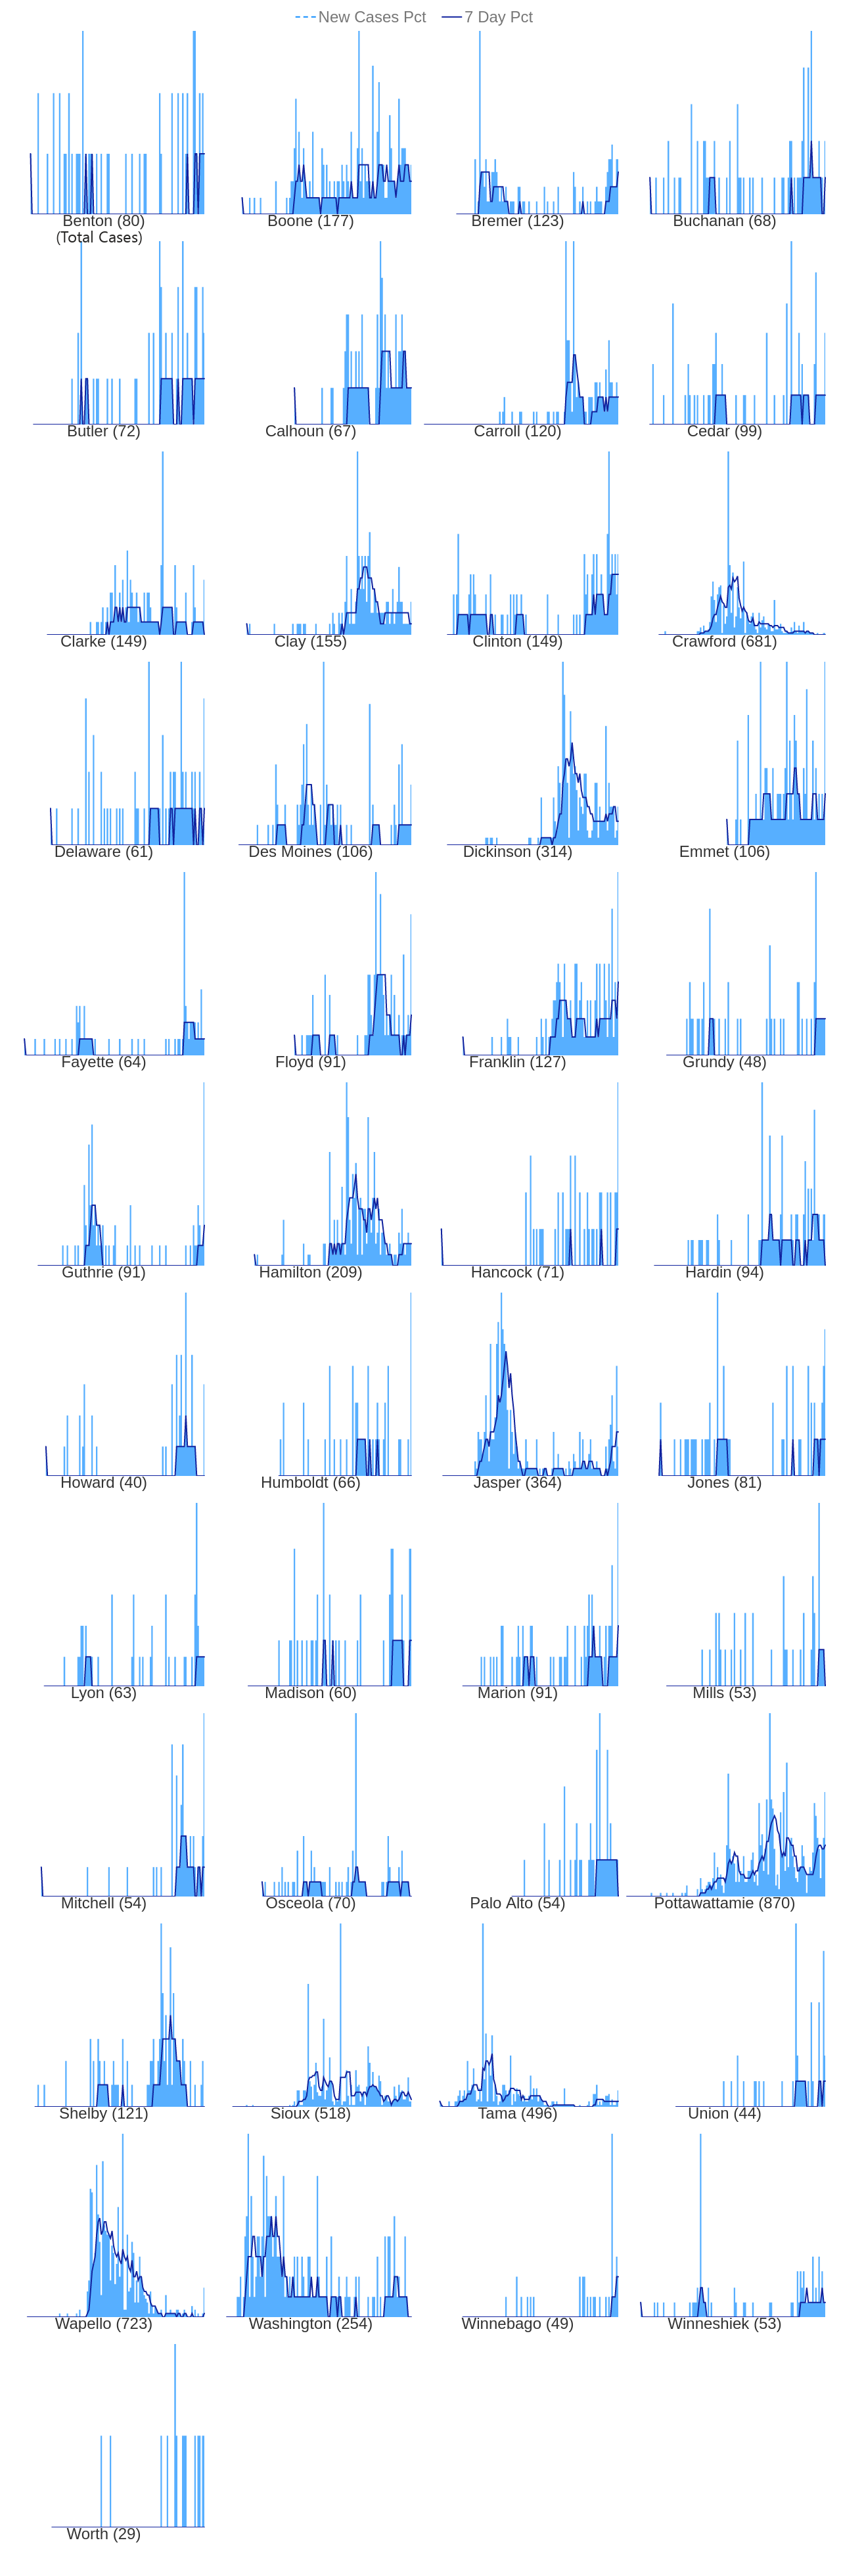 New Cases Pct 7 Day Pct
Benton (80) Boone (177) Bremer (123) Buchanan (68)
(Total Cases)
Butler (72) Calhoun (67) Carroll (120) Cedar (99)
Clarke (149) Clay (155) Clinton (149) Crawford (681)
Delaware (61) Des Moines (106) Dickinson (314) Emmet (106)
Fayette (64) Floyd (91) Franklin (127) Grundy (48)
Guthrie (91) Hamilton (209) Hancock (71) Hardin (94)
Howard (40) Humboldt (66) Jasper (364) Jones (81)
Lyon (63) Madison (60) Marion (91) Mills (53)
Mitchell (54) Osceola (70) Palo Alto (54) Pottawattamie (870)
Shelby (121) Sioux (518) Tama (496) Union (44)
Wapello (723) Washington (254) Winnebago (49) Winneshiek (53)
Worth (29)